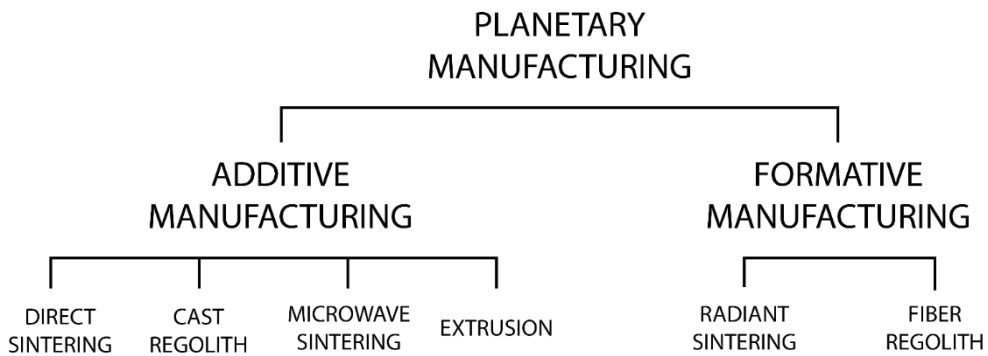 PLANETARY
MANUFACTURING
ADDITIVE
MANUFACTURING
FORMATIVE
MANUFACTURING
DIRECT
SINTERING
CAST
REGOLITH
MICROWAVE
SINTERING
EXTRUSION
RADIANT
SINTERING
FIBER
REGOLITH